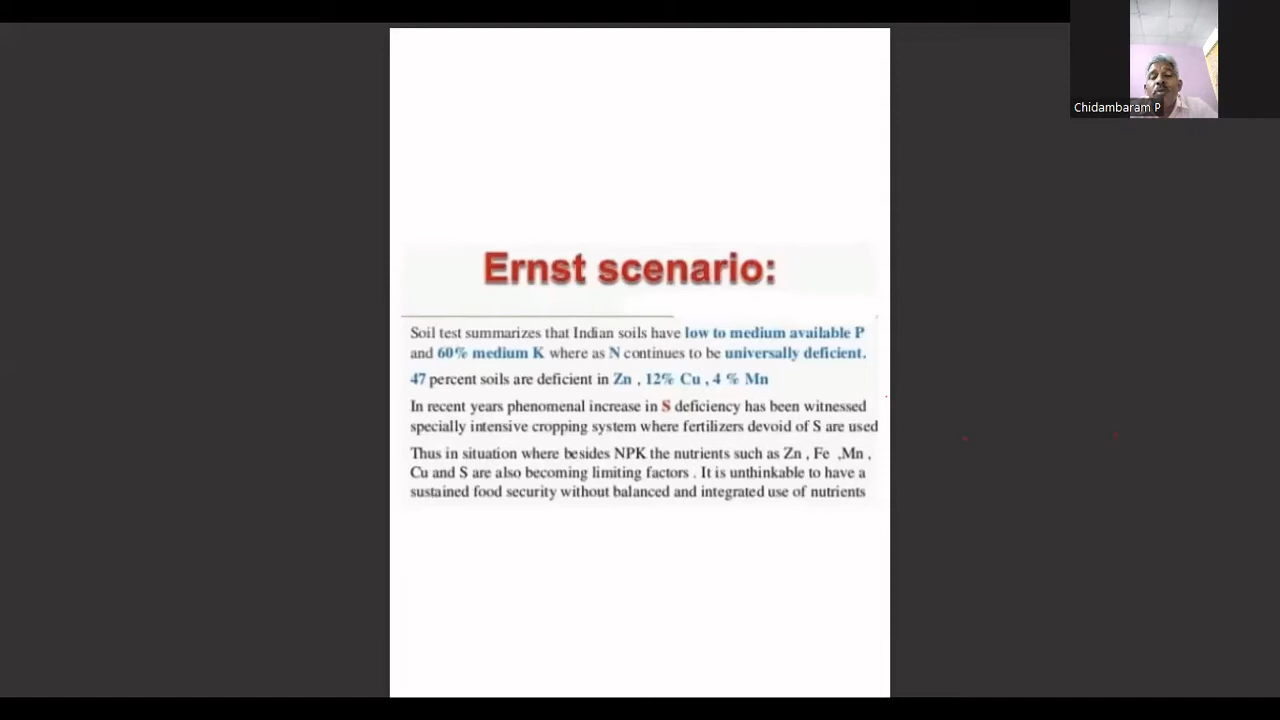 Chidambaram P
Ernst scenario:
Soil test summarizes that Indian soils have low to medium available P
and 60% medium K where as N continues to be universally deficient.
47 percent soils are deficient in Zn , 12% Cu , 4 % Mn
In recent years phenomenal increase in S deficiency has been witnessed
specially intensive cropping system where fertilizers devoid of S are used
Thus in situation where besides NPK the nutrients such as Zn , Fe ,Mn ,
Cu and S are also becoming limiting factors . It is unthinkable to have a
sustained food security without balanced and integrated use of nutrients